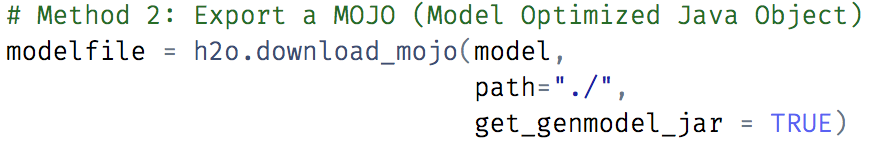 # Method 2: Export a MOJO (Model Optimized Java Object)
modelfile = h2o.download_mojo(model,
path="./",
get_genmodel_jar = TRUE)